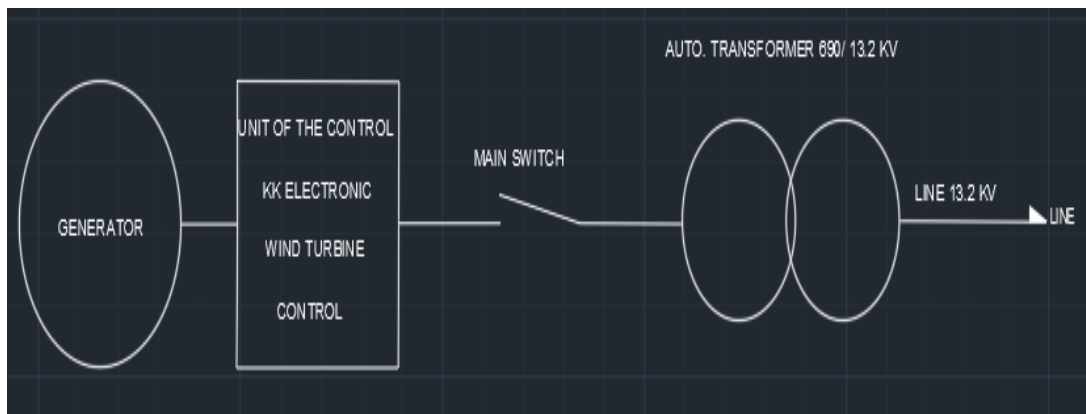 AUTO. TRANSFORMER 690/ 13.2 KV
UNIT OF THE CONTROL
KK ELECTRONIC
WIND TURBINE
CONTROL
MAIN SWITCH
GENERATOR
LINE 13.2 KV
LINE